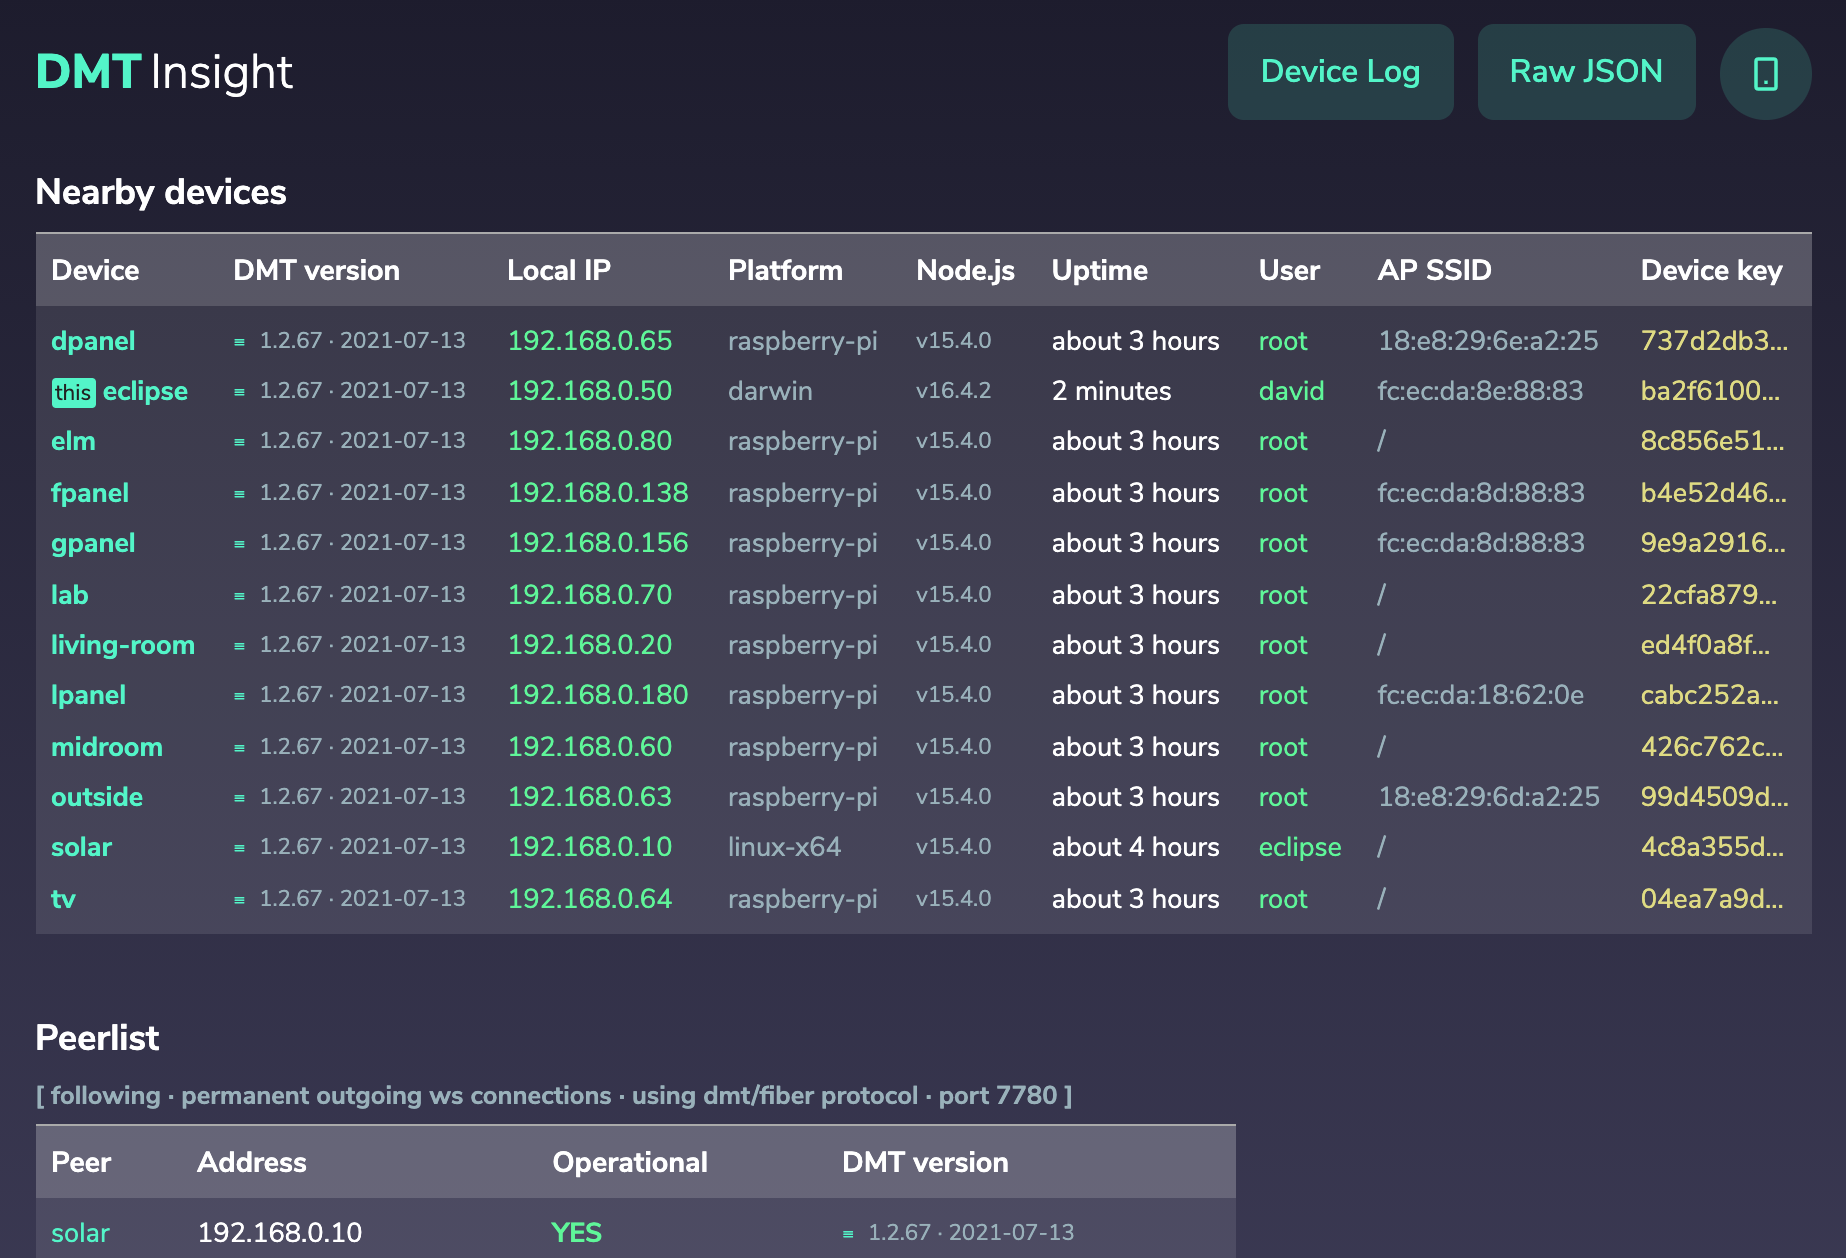 DMT Insight
Device Log
Raw JSON
Nearby devices
Device DMT version Local IP Platform Node.js Uptime User AP SSID Device key
dpanel ≡ 1.2.67 · 2021-07-13 192.168.0.65 raspberry-pi v15.4.0 about 3 hours root 18:e8:29:6e:a2:25 737d2db3...
this eclipse ≡ 1.2.67 · 2021-07-13 192.168.0.50 darwin v16.4.2 2 minutes david fc:ec:da:8e:88:83 ba2f6100...
elm ≡ 1.2.67 · 2021-07-13 192.168.0.80 raspberry-pi v15.4.0 about 3 hours root / 8c856e51...
fpanel ≡ 1.2.67 · 2021-07-13 192.168.0.138 raspberry-pi v15.4.0 about 3 hours root fc:ec:da:8d:88:83 b4e52d46...
gpanel ≡ 1.2.67 · 2021-07-13 192.168.0.156 raspberry-pi v15.4.0 about 3 hours root fc:ec:da:8d:88:83 9e9a2916...
lab ≡ 1.2.67 · 2021-07-13 192.168.0.70 raspberry-pi v15.4.0 about 3 hours root / 22cfa879...
living-room ≡ 1.2.67 · 2021-07-13 192.168.0.20 raspberry-pi v15.4.0 about 3 hours root / ed4f0a8f...
lpanel ≡ 1.2.67 · 2021-07-13 192.168.0.180 raspberry-pi v15.4.0 about 3 hours root fc:ec:da:18:62:0e cabc252a...
midroom ≡ 1.2.67 · 2021-07-13 192.168.0.60 raspberry-pi v15.4.0 about 3 hours root / 426c762c...
outside ≡ 1.2.67 · 2021-07-13 192.168.0.63 raspberry-pi v15.4.0 about 3 hours root 18:e8:29:6d:a2:25 99d4509d...
solar ≡ 1.2.67 · 2021-07-13 192.168.0.10 linux-x64 v15.4.0 about 4 hours eclipse / 4c8a355d...
tv ≡ 1.2.67 · 2021-07-13 192.168.0.64 raspberry-pi v15.4.0 about 3 hours root / 04ea7a9d...
Peerlist
[ following · permanent outgoing ws connections · using dmt/fiber protocol · port 7780 ]
Peer Address Operational DMT version
solar 192.168.0.10 YES ≡ 1.2.67 · 2021-07-13